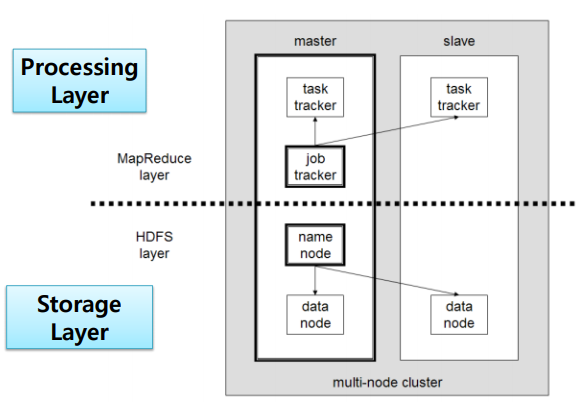 master
slave
Processing
Layer
task
tracker
task
tracker
MapReduce
layer
job
tracker
HDFS
layer
name
node
Storage
Layer
data
node
data
node
multi-node cluster